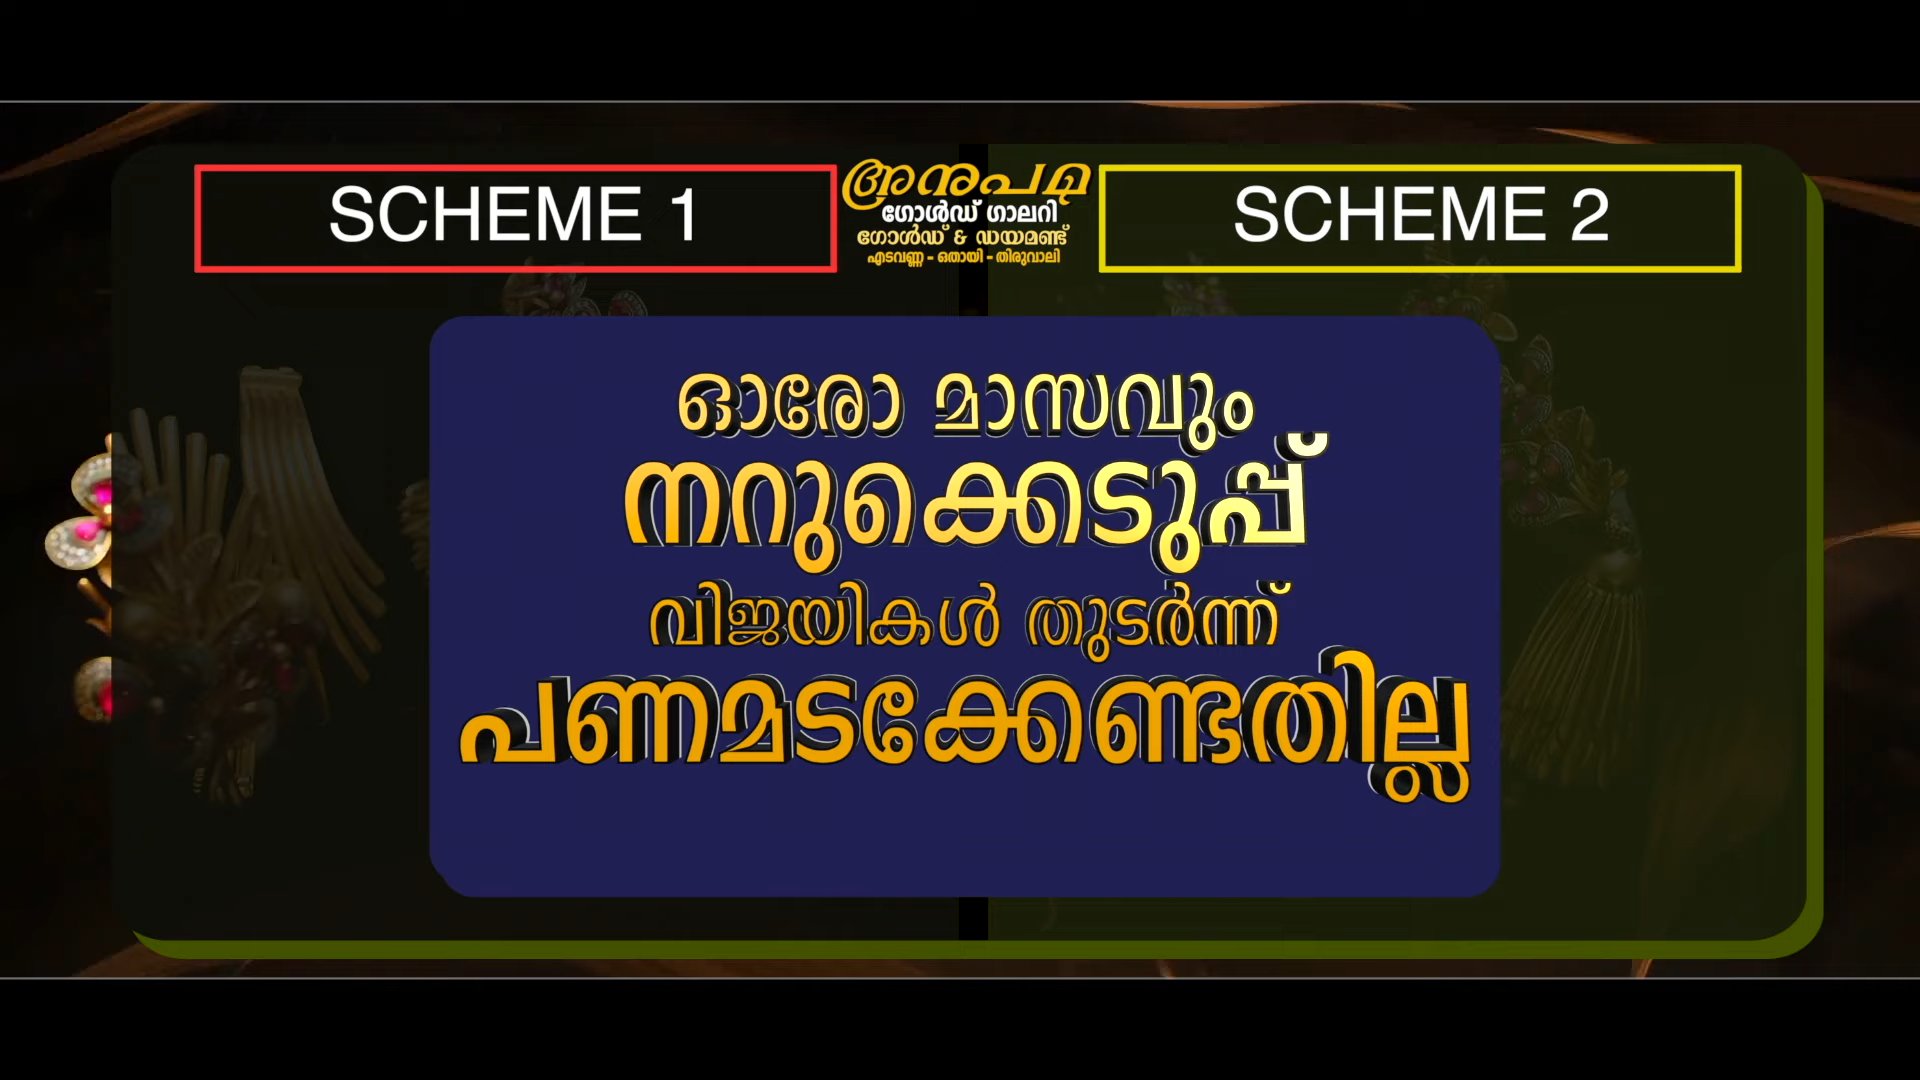 SCHEME 1
അനുപമ
ഗോൾഡ് ഗാലറി
ഗോൾഡ് & ഡയമണ്ട്
എടവണ്ണ - ഒതായി - തിരുവാലി
SCHEME 2
ഓരോ മാസവും
നറുക്കെടുപ്പ്
വിജയികൾ തുടർന്ന്
പണമടക്കേണ്ടതില്ല